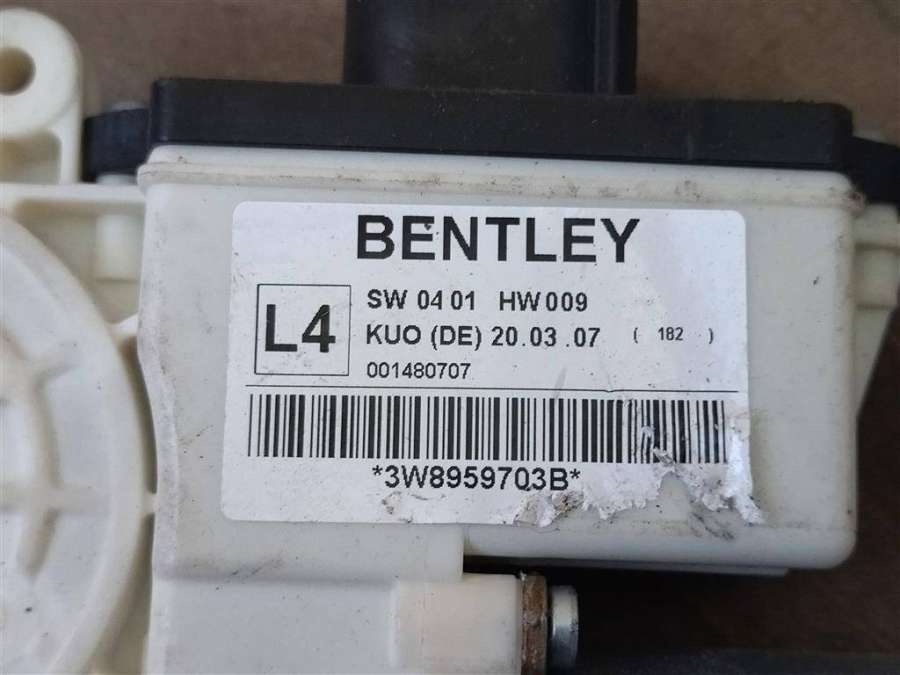 BENTLEY
L4
SW 04 01 HW 009
KUO (DE) 20.03.07 ( 182 )
001480707
*3W8959703B*